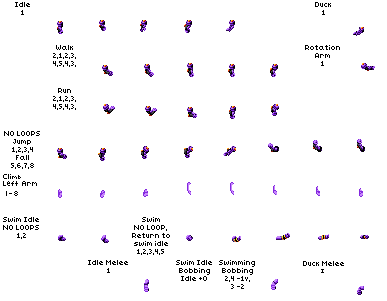 Idle
1
Duck
1
Walk
2,1,2,3,
4,5,4,3,
Rotation
Arm
1
Run
2,1,2,3,
4,5,4,3,
NO LOOPS
Jump
1,2,3,4
Fall
5,6,7,8
Climb
Left Arm
1-8
Swim Idle
NO LOOPS
1,2
Swim
NO LOOP,
Return to
swim idle
1,2,3,4,5
Idle Melee
1
Swim Idle
Bobbing
Idle +0
Swimming
Bobbing
2,4 -1v,
3 -2
Duck Melee
1